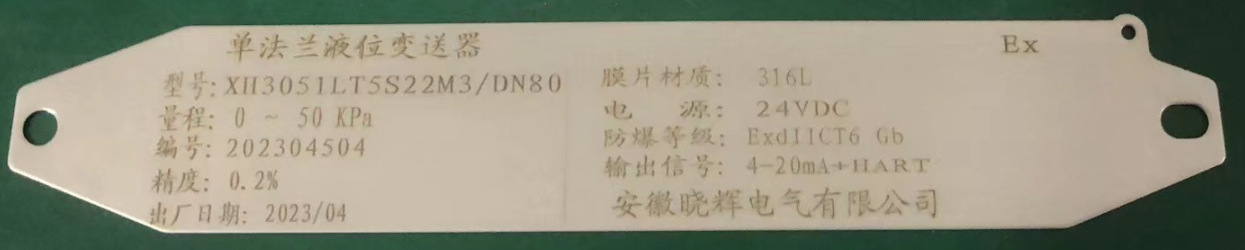 单法兰液位变送器
Ex
型号: XH3051LT5S22M3/DN80
量程: 0 ~ 50 KPa
编号: 202304504
精度: 0.2%
出厂日期: 2023/04
膜片材质: 316L
电 源: 24VDC
防爆等级: ExdIICT6 Gb
输出信号: 4-20mA+HART
安徽晓辉电气有限公司